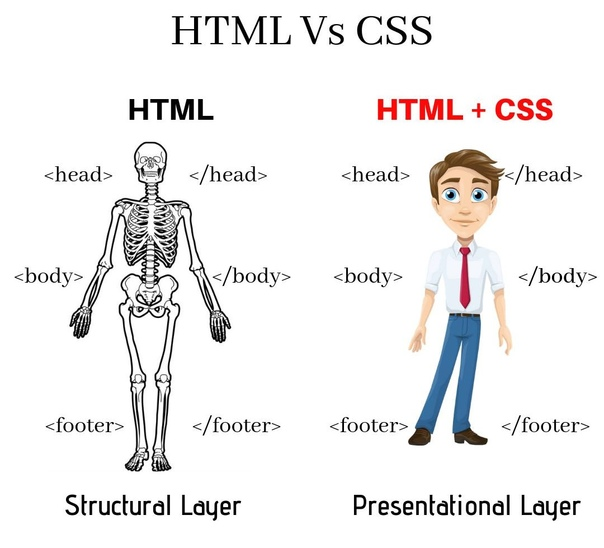 HTML Vs CSS
HTML
HTML + CSS
<head> </head>
<head> </head>
<body> </body>
<body> </body>
<footer> </footer>
<footer> </footer>
Structural Layer
Presentational Layer